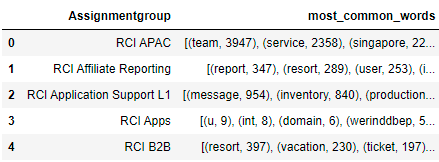 Assignmentgroup most_common_words
0 RCI APAC [(team, 3947), (service, 2358), (singapore, 22...
1 RCI Affiliate Reporting [(report, 347), (resort, 289), (user, 253), (i...
2 RCI Application Support L1 [(message, 954), (inventory, 840), (production...
3 RCI Apps [(u, 9), (int, 8), (domain, 6), (werinddbep, 5...
4 RCI B2B [(resort, 397), (vacation, 230), (ticket, 197)...